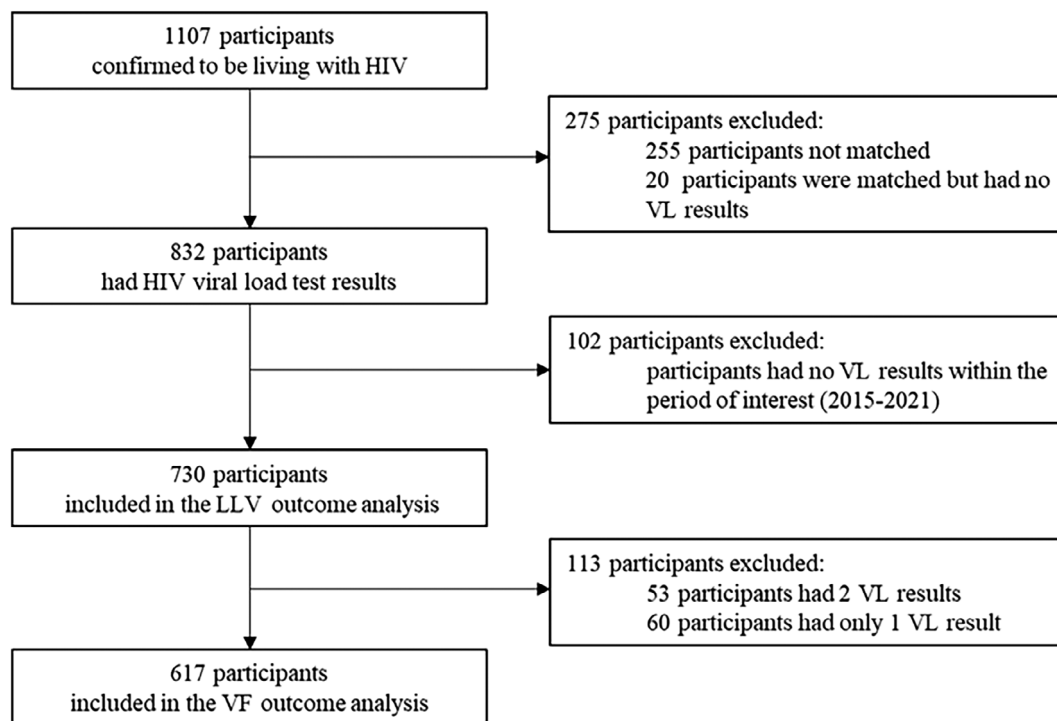 1107 participants
confirmed to be living with HIV
275 participants excluded:
255 participants not matched
20 participants were matched but had no
VL results
832 participants
had HIV viral load test results
102 participants excluded:
participants had no VL results within the
period of interest (2015-2021)
730 participants
included in the LLV outcome analysis
113 participants excluded:
53 participants had 2 VL results
60 participants had only 1 VL result
617 participants
included in the VF outcome analysis